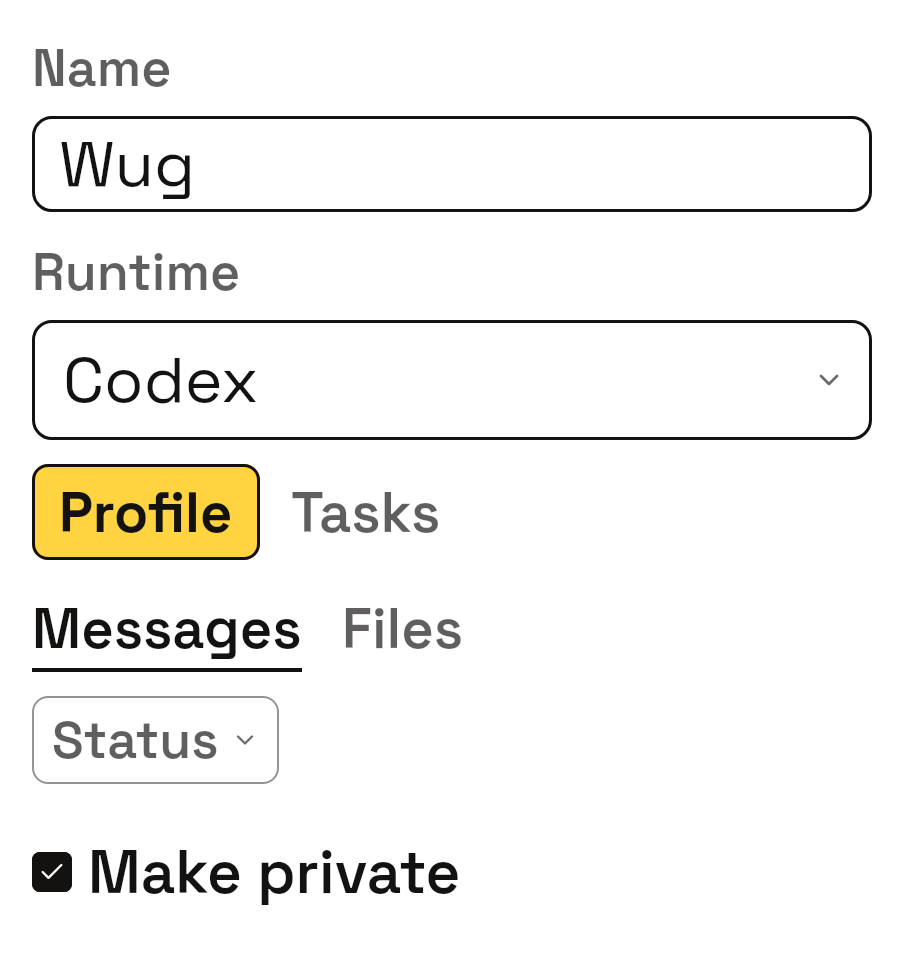 Name
Wug
Runtime
Codex
Profile Tasks
Messages Files
Status
Make private